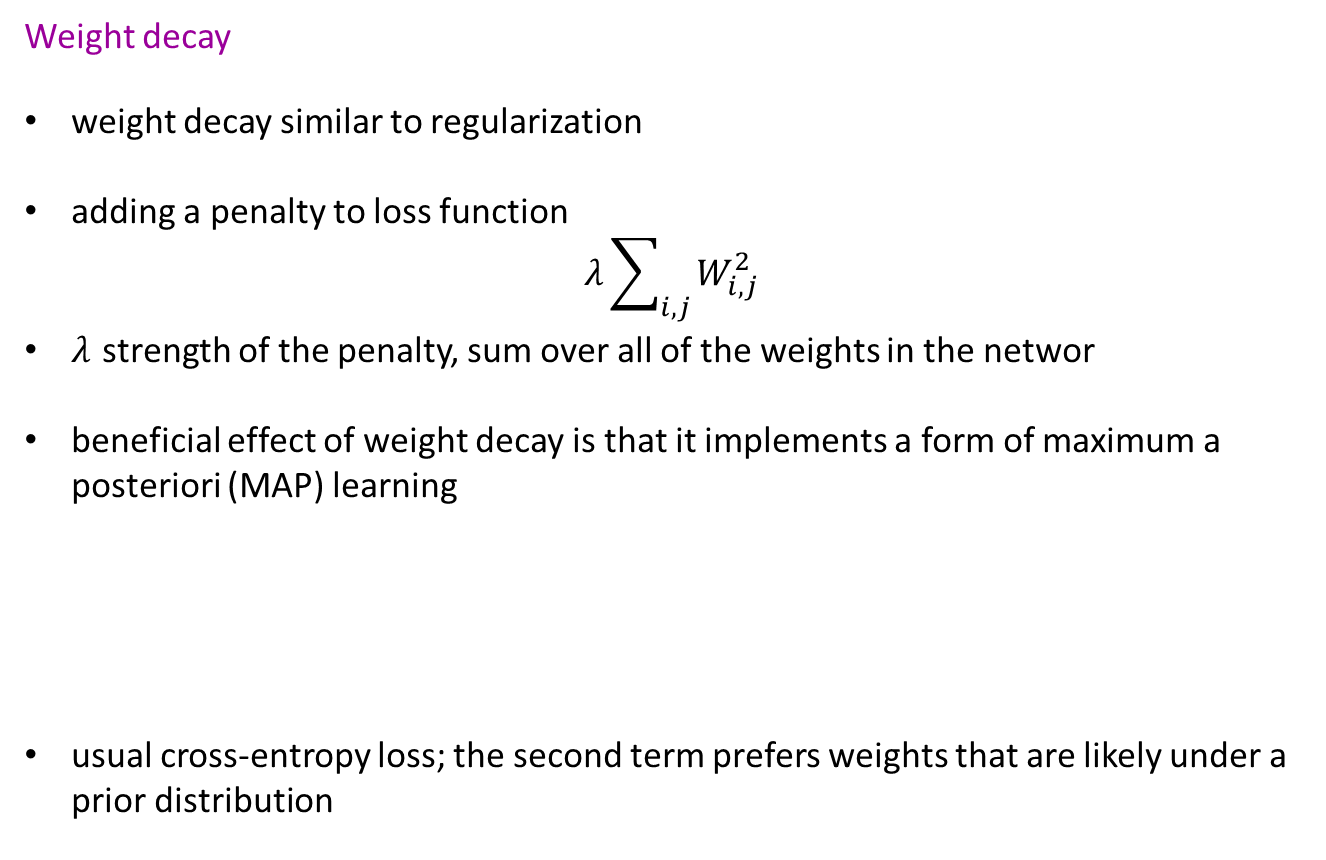 Weight decay
• weight decay similar to regularization
• adding a penalty to loss function
λ∑_{i,j} W_{i,j}^2
• λ strength of the penalty, sum over all of the weights in the networ
• beneficial effect of weight decay is that it implements a form of maximum a
posteriori (MAP) learning
• usual cross-entropy loss; the second term prefers weights that are likely under a
prior distribution